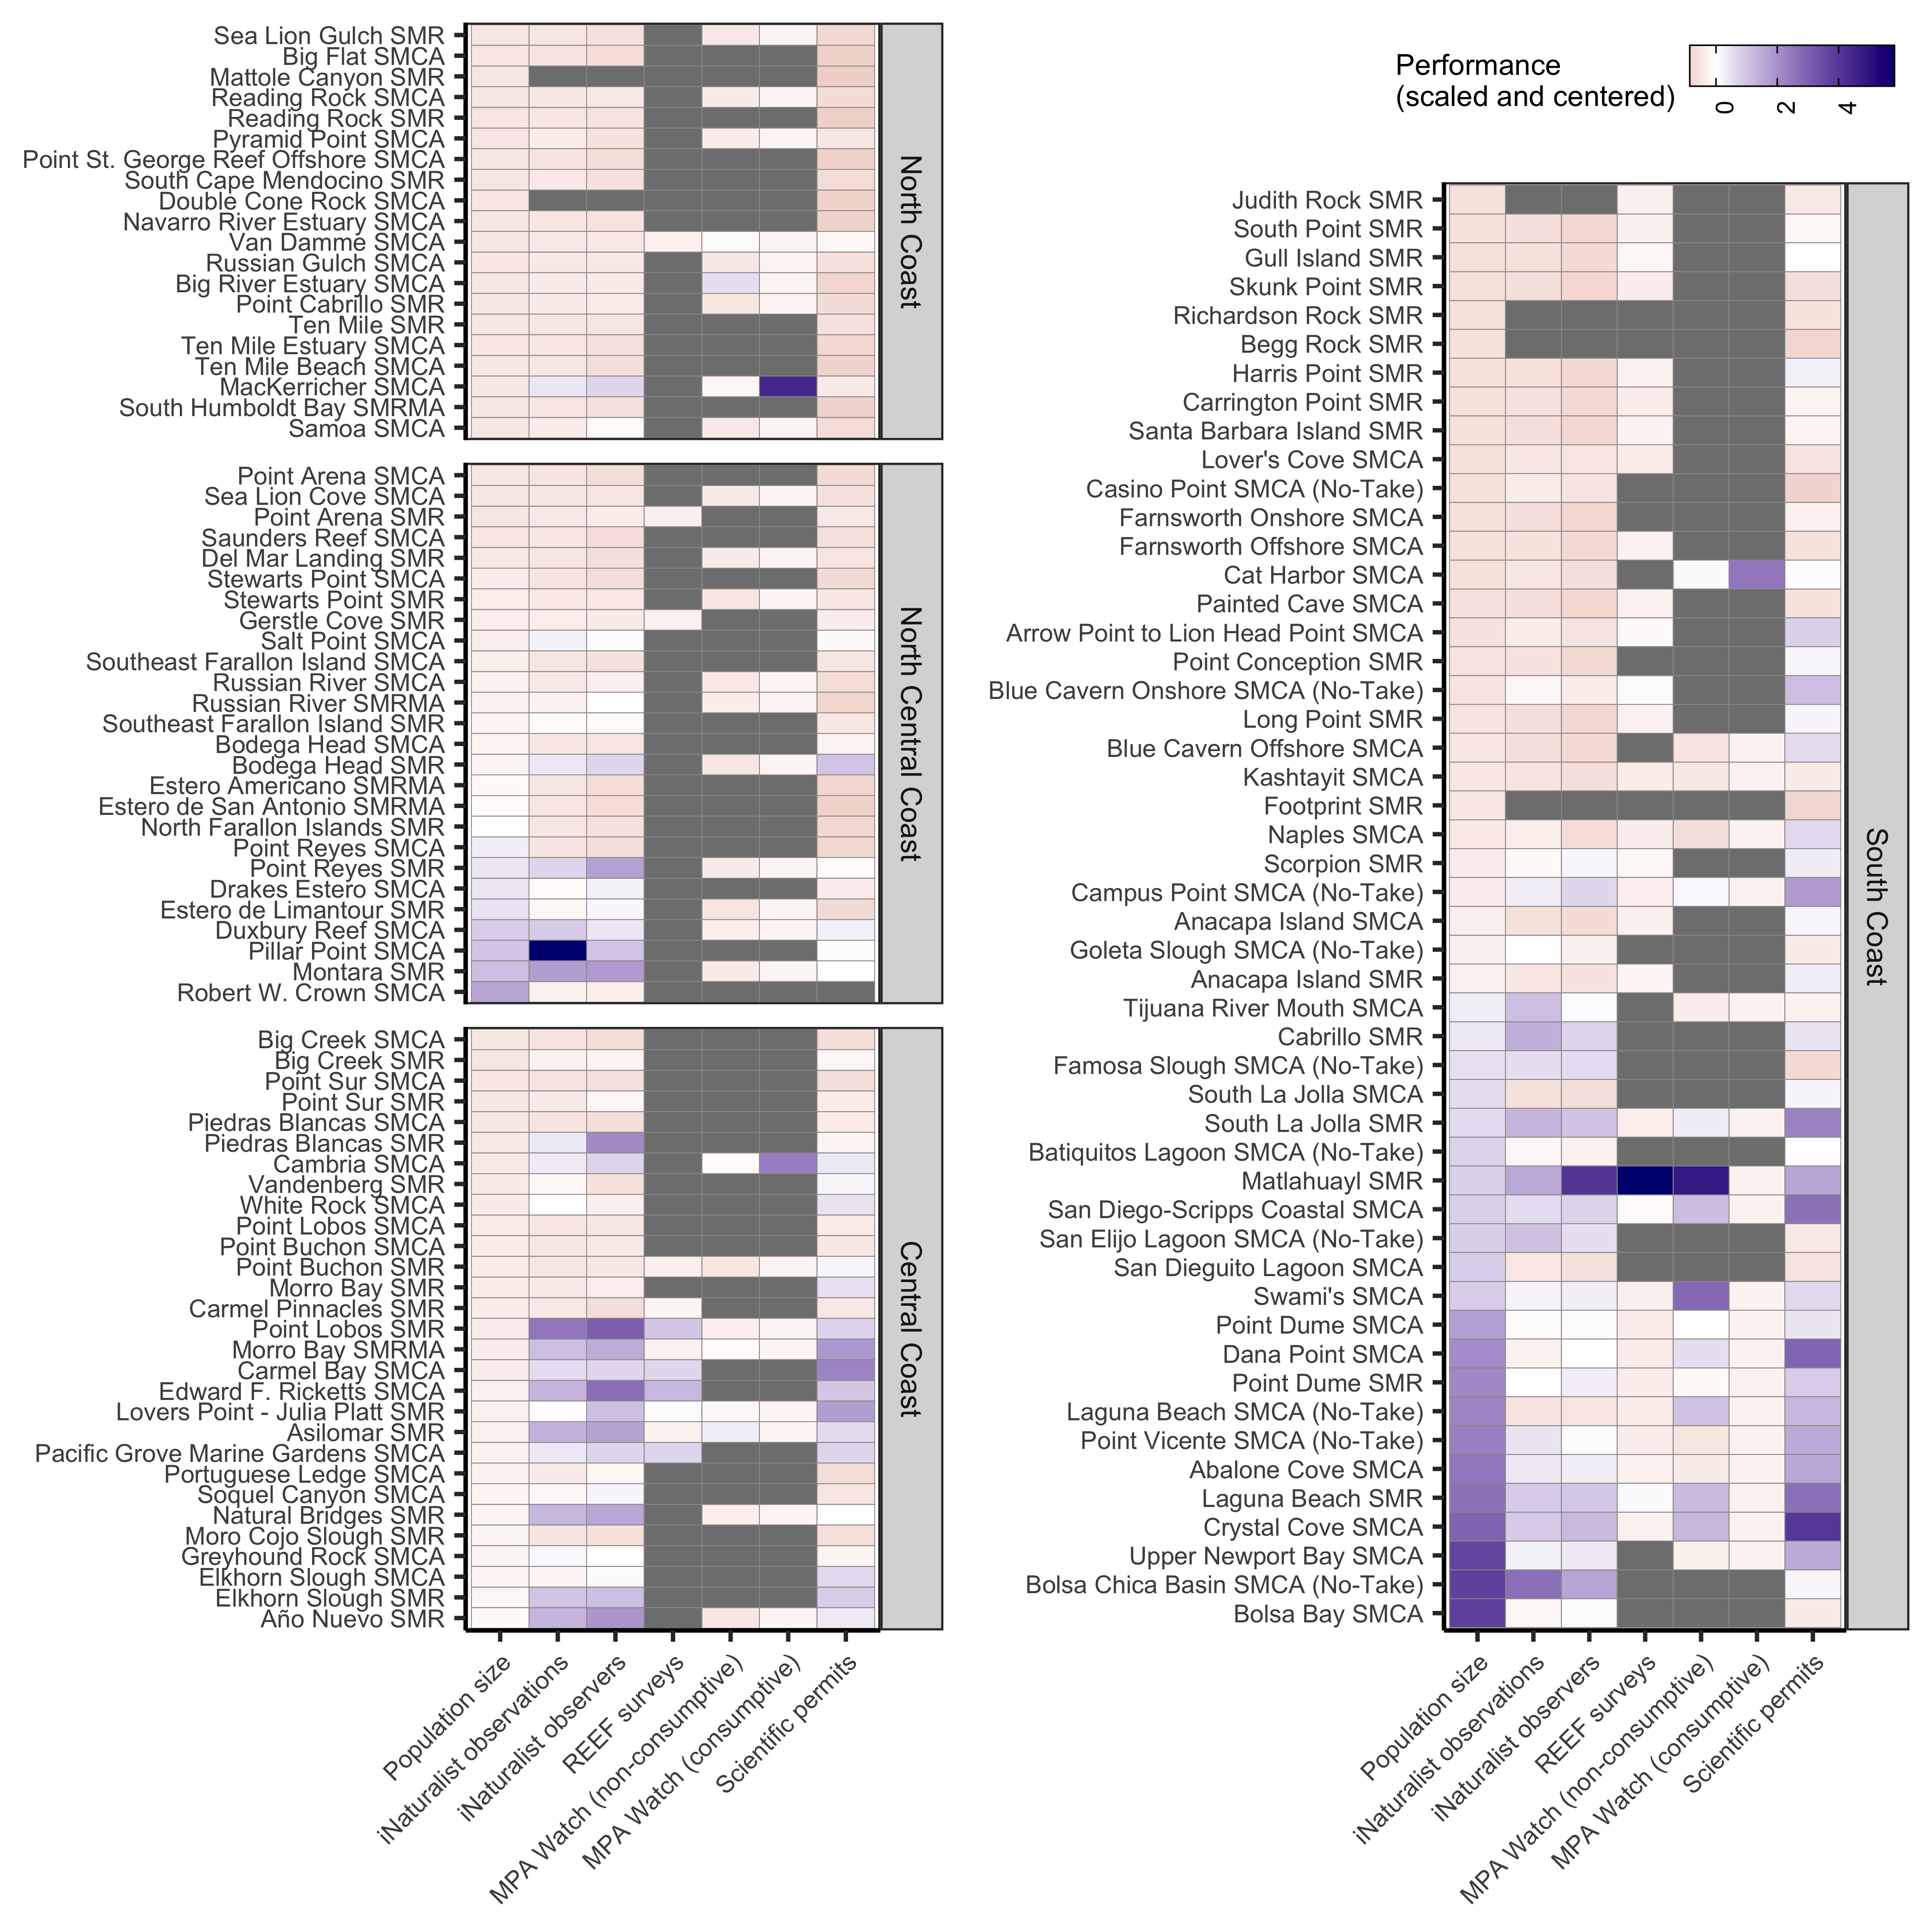 Sea Lion Gulch SMR
Big Flat SMCA
Mattole Canyon SMR
Reading Rock SMCA
Reading Rock SMR
Pyramid Point SMCA
Point St. George Reef Offshore SMCA
South Cape Mendocino SMR
Double Cone Rock SMCA
Navarro River Estuary SMCA
Van Damme SMCA
Russian Gulch SMCA
Big River Estuary SMCA
Point Cabrillo SMR
Ten Mile SMR
Ten Mile Estuary SMCA
Ten Mile Beach SMCA
MacKerricher SMCA
South Humboldt Bay SMRMA
Samoa SMCA
North Coast
Point Arena SMCA
Sea Lion Cove SMCA
Point Arena SMR
Saunders Reef SMCA
Del Mar Landing SMR
Stewarts Point SMCA
Stewarts Point SMR
Gerstle Cove SMR
Salt Point SMCA
Southeast Farallon Island SMCA
Russian River SMCA
Russian River SMRMA
Southeast Farallon Island SMR
Bodega Head SMCA
Bodega Head SMR
Estero Americano SMRMA
Estero de San Antonio SMRMA
North Farallon Islands SMR
Point Reyes SMCA
Point Reyes SMR
Drakes Estero SMCA
Estero de Limantour SMR
Duxbury Reef SMCA
Pillar Point SMCA
Montara SMR
Robert W. Crown SMCA
North Central Coast
Big Creek SMCA
Big Creek SMR
Point Sur SMCA
Point Sur SMR
Piedras Blancas SMCA
Piedras Blancas SMR
Cambria SMCA
Vandenberg SMR
White Rock SMCA
Point Lobos SMCA
Point Buchon SMCA
Point Buchon SMR
Morro Bay SMR
Carmel Pinnacles SMR
Point Lobos SMR
Morro Bay SMRMA
Carmel Bay SMCA
Edward F. Ricketts SMCA
Lovers Point - Julia Platt SMR
Asilomar SMR
Pacific Grove Marine Gardens SMCA
Portuguese Ledge SMCA
Soquel Canyon SMCA
Natural Bridges SMR
Moro Cojo Slough SMR
Greyhound Rock SMCA
Elkhorn Slough SMCA
Elkhorn Slough SMR
Año Nuevo SMR
Central Coast
Population size
iNaturalist observations
iNaturalist observers
REEF surveys
MPA Watch (non-consumptive)
MPA Watch (consumptive)
Scientific permits
Performance
(scaled and centered)
0 2 4
Judith Rock SMR
South Point SMR
Gull Island SMR
Skunk Point SMR
Richardson Rock SMR
Begg Rock SMR
Harris Point SMR
Carrington Point SMR
Santa Barbara Island SMR
Lover's Cove SMCA
Casino Point SMCA (No-Take)
Farnsworth Onshore SMCA
Farnsworth Offshore SMCA
Cat Harbor SMCA
Painted Cave SMCA
Arrow Point to Lion Head Point SMCA
Point Conception SMR
Blue Cavern Onshore SMCA (No-Take)
Long Point SMR
Blue Cavern Offshore SMCA
Kashtayit SMCA
Footprint SMR
Naples SMCA
Scorpion SMR
Campus Point SMCA (No-Take)
Anacapa Island SMCA
Goleta Slough SMCA (No-Take)
Anacapa Island SMR
Tijuana River Mouth SMCA
Cabrillo SMR
Famosa Slough SMCA (No-Take)
South La Jolla SMCA
South La Jolla SMR
Batiquitos Lagoon SMCA (No-Take)
Matlahuayl SMR
San Diego-Scripps Coastal SMCA
San Elijo Lagoon SMCA (No-Take)
San Dieguito Lagoon SMCA
Swami's SMCA
Point Dume SMCA
Dana Point SMCA
Point Dume SMR
Laguna Beach SMCA (No-Take)
Point Vicente SMCA (No-Take)
Abalone Cove SMCA
Laguna Beach SMR
Crystal Cove SMCA
Upper Newport Bay SMCA
Bolsa Chica Basin SMCA (No-Take)
Bolsa Bay SMCA
South Coast
Population size
iNaturalist observations
iNaturalist observers
REEF surveys
MPA Watch (non-consumptive)
MPA Watch (consumptive)
Scientific permits